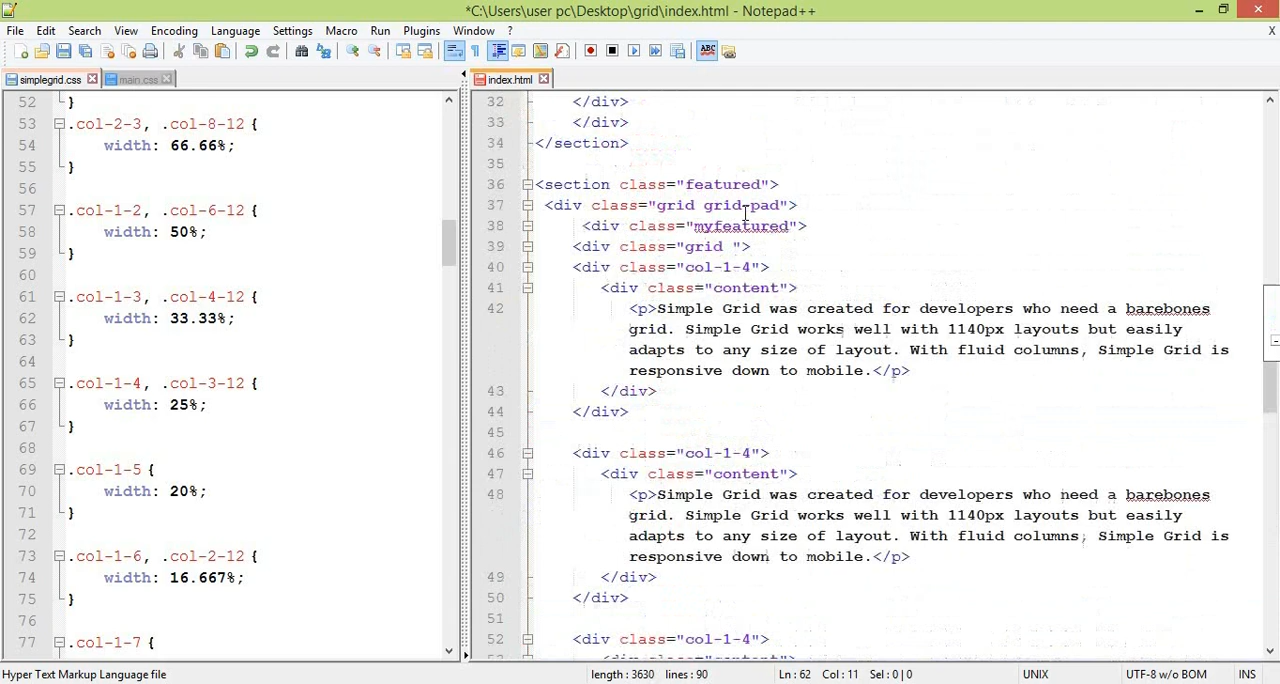 *C:\Users\user pc\Desktop\grid\index.html - Notepad++
File Edit Search View Encoding Language Settings Macro Run Plugins Window ? X
simplegrid.css main.css
52 }
53 .col-2-3, .col-8-12 {
54 width: 66.66%;
55 }
56
57 .col-1-2, .col-6-12 {
58 width: 50%;
59 }
60
61 .col-1-3, .col-4-12 {
62 width: 33.33%;
63 }
64
65 .col-1-4, .col-3-12 {
66 width: 25%;
67 }
68
69 .col-1-5 {
70 width: 20%;
71 }
72
73 .col-1-6, .col-2-12 {
74 width: 16.667%;
75 }
76
77 .col-1-7 {
index.html
32 </div>
33 </div>
34 </section>
35
36 <section class="featured">
37 <div class="grid grid-pad">
38 <div class="myfeatured">
39 <div class="grid ">
40 <div class="col-1-4">
41 <div class="content">
42 <p>Simple Grid was created for developers who need a barebones
grid. Simple Grid works well with 1140px layouts but easily
adapts to any size of layout. With fluid columns, Simple Grid is
responsive down to mobile.</p>
43 </div>
44 </div>
45
46 <div class="col-1-4">
47 <div class="content">
48 <p>Simple Grid was created for developers who need a barebones
grid. Simple Grid works well with 1140px layouts but easily
adapts to any size of layout. With fluid columns, Simple Grid is
responsive down to mobile.</p>
49 </div>
50 </div>
51
52 <div class="col-1-4">
Hyper Text Markup Language file length : 3630 lines : 90 Ln : 62 Col : 11 Sel : 0 | 0 UNIX UTF-8 w/o BOM INS